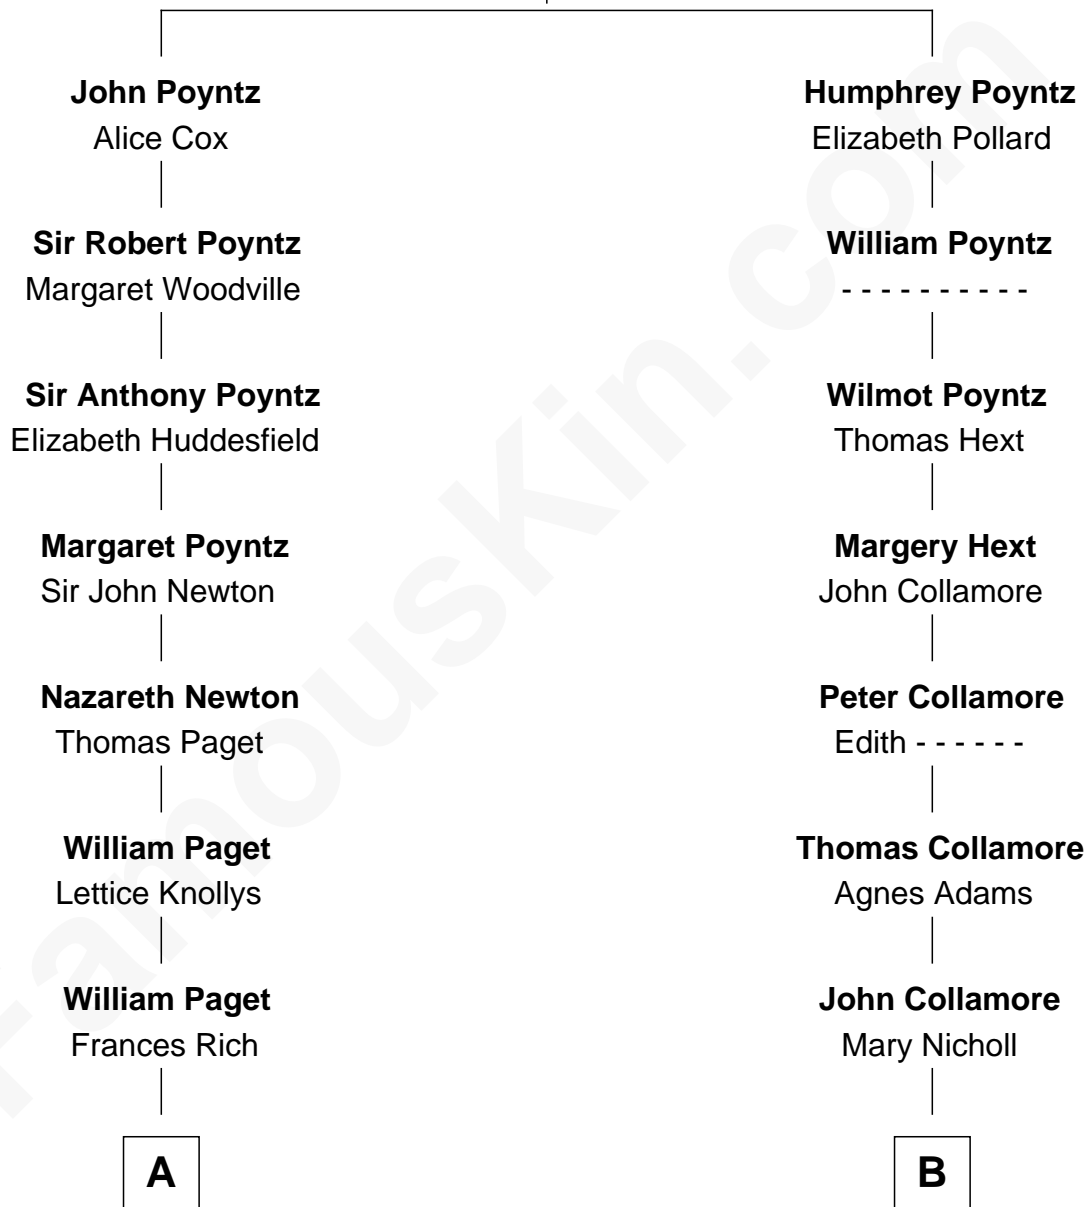 John Poyntz
Alice Cox
Sir Robert Poyntz
Margaret Woodville
Sir Anthony Poyntz
Elizabeth Huddesfield
Margaret Poyntz
Sir John Newton
Nazareth Newton
Thomas Paget
William Paget
Lettice Knollys
William Paget
Frances Rich
A
Humphrey Poyntz
Elizabeth Pollard
William Poyntz
- - - - - - - - - -
Wilmot Poyntz
Thomas Hext
Margery Hext
John Collamore
Peter Collamore
Edith - - - - - -
Thomas Collamore
Agnes Adams
John Collamore
Mary Nicholl
B
FamousKin.com